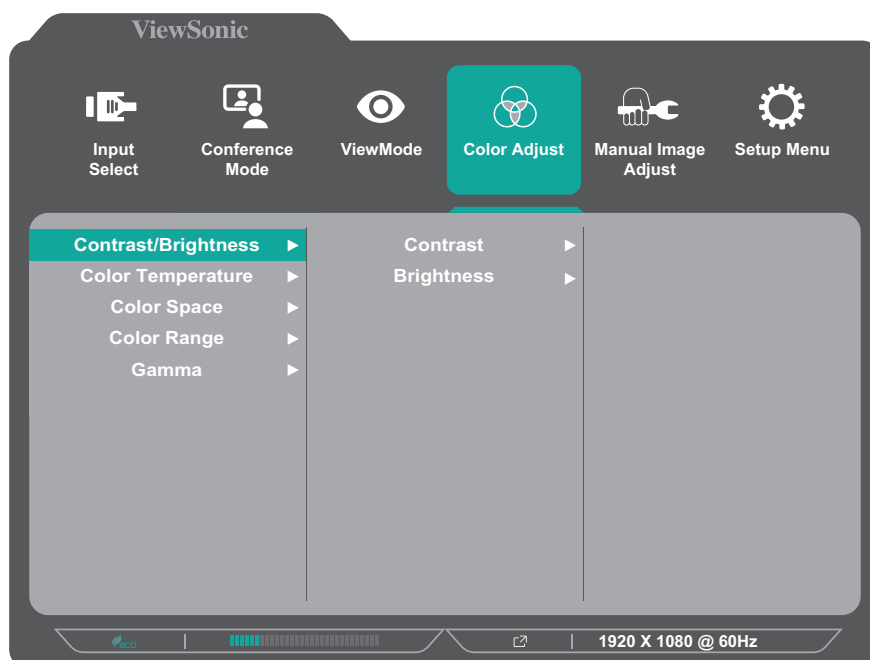 ViewSonic
Input Select
Conference Mode
ViewMode
Color Adjust
Manual Image Adjust
Setup Menu
Contrast/Brightness
Color Temperature
Color Space
Color Range
Gamma
Contrast
Brightness
eco
1920 X 1080 @ 60Hz